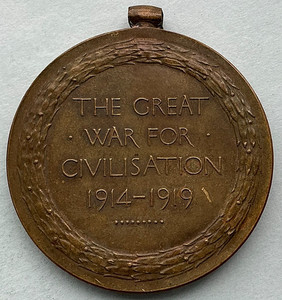 THE GREAT
· WAR FOR ·
CIVILISATION
1914-1919